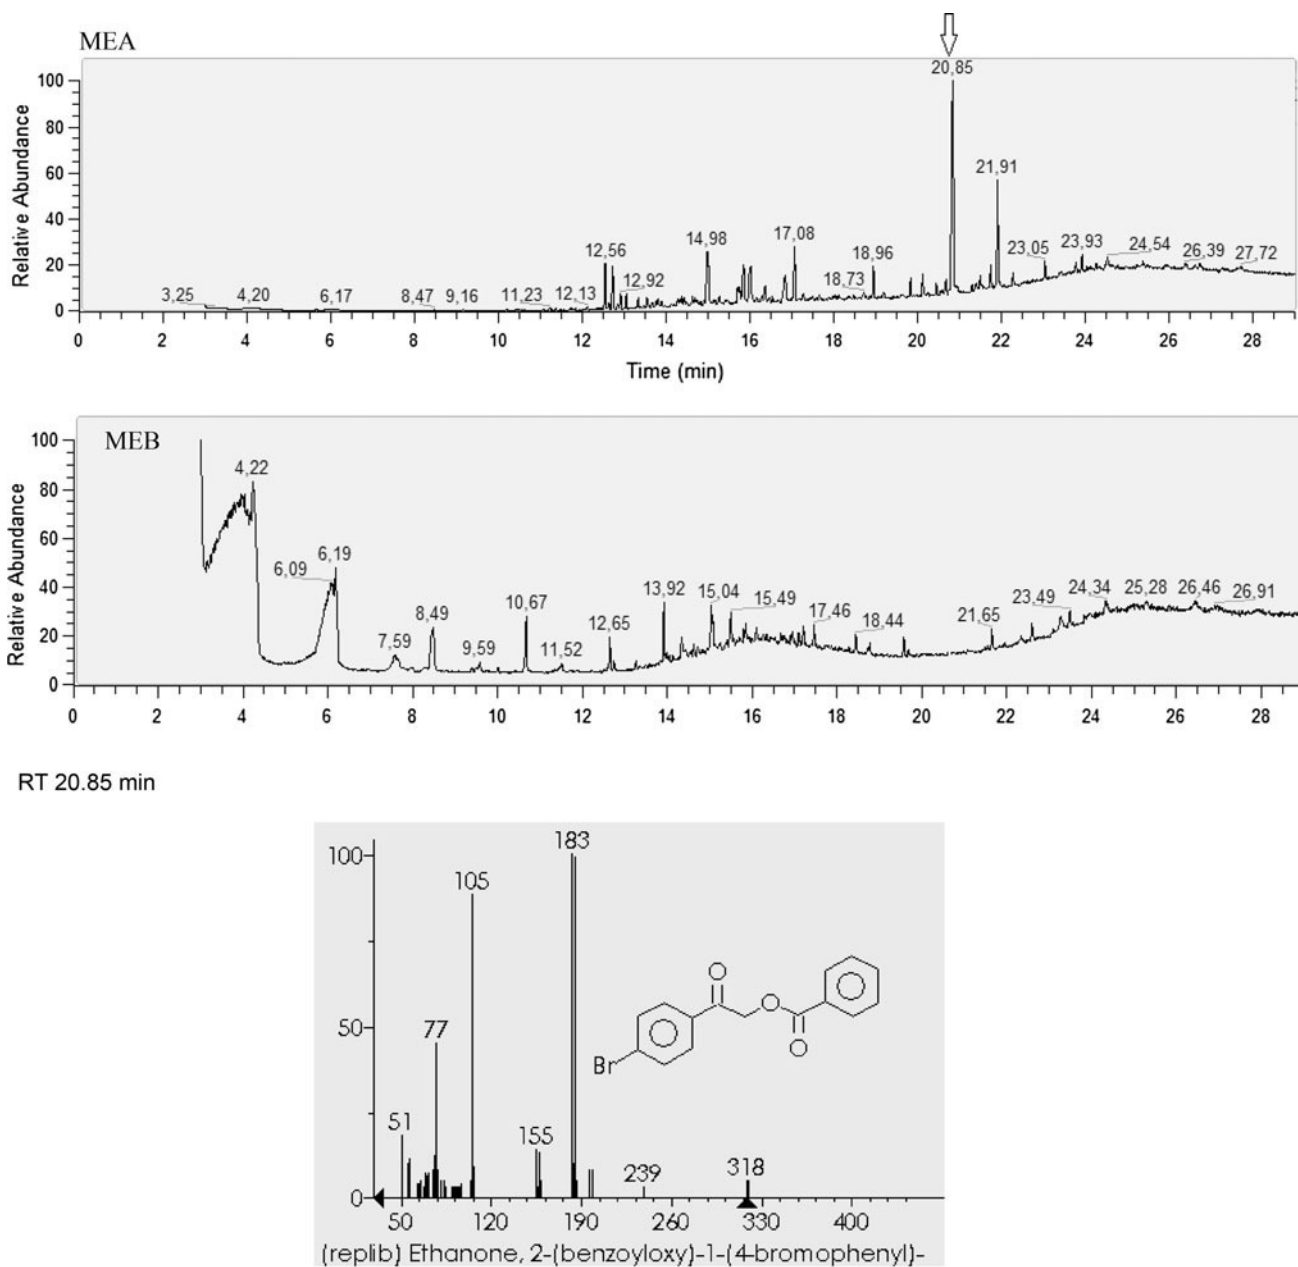 MEA
20,85
100
80
60
40
20
0
Relative Abundance
3,25 4,20 6,17 8,47 9,16 11,23 12,13 12,56 12,92 14,98 17,08 18,73 18,96 21,91 23,05 23,93 24,54 26,39 27,72
0 2 4 6 8 10 12 14 16 18 20 22 24 26 28
Time (min)
MEB
100
80
60
40
20
0
Relative Abundance
4,22 6,09 6,19 7,59 8,49 9,59 10,67 11,52 12,65 13,92 15,04 15,49 17,46 18,44 21,65 23,49 24,34 25,28 26,46 26,91
0 2 4 6 8 10 12 14 16 18 20 22 24 26 28
RT 20.85 min
100
50
0
51 77 105 155 183 239 318
O
O
O
Br
50 120 190 260 330 400
(replib) Ethanone, 2-(benzoyloxy)-1-(4-bromophenyl)-